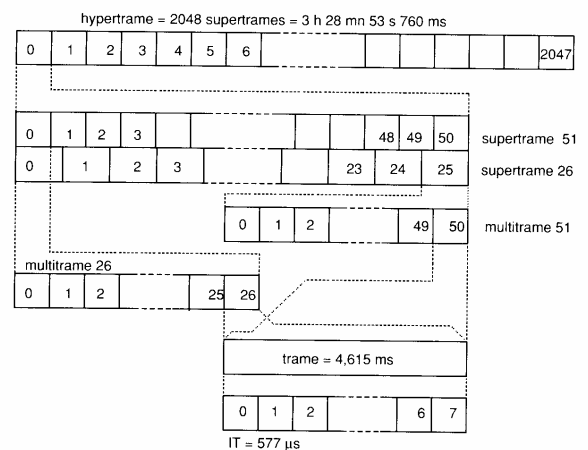 hypertrame = 2048 supertrames = 3 h 28 mn 53 s 760 ms
0 1 2 3 4 5 6 2047
0 1 2 3 48 49 50 supertrame 51
0 1 2 3 23 24 25 supertrame 26
0 1 2 49 50 multitrame 51
multitrame 26
0 1 2 25 26
trame = 4,615 ms
0 1 2 6 7
IT = 577 µs